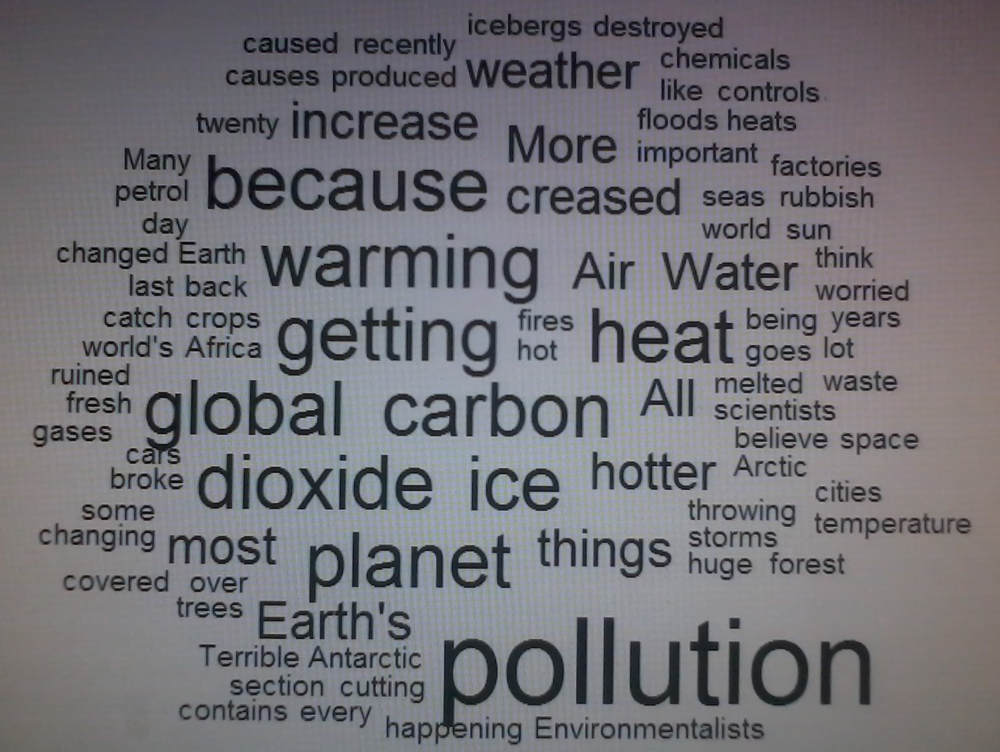 icebergs destroyed
caused recently
causes produced weather chemicals
like controls
twenty increase More floods heats
important
Many because creased factories
petrol seas rubbish
day world sun
changed Earth warming Air Water think
last back worried
catch crops getting fires heat being years
world's Africa hot goes lot
ruined
fresh global carbon All melted waste
scientists
gases believe space
cars
broke dioxide ice hotter Arctic
cities
some throwing temperature
changing most planet things storms
huge forest
covered over
trees Earth's
Terrible Antarctic pollution
section cutting
contains every
happening Environmentalists